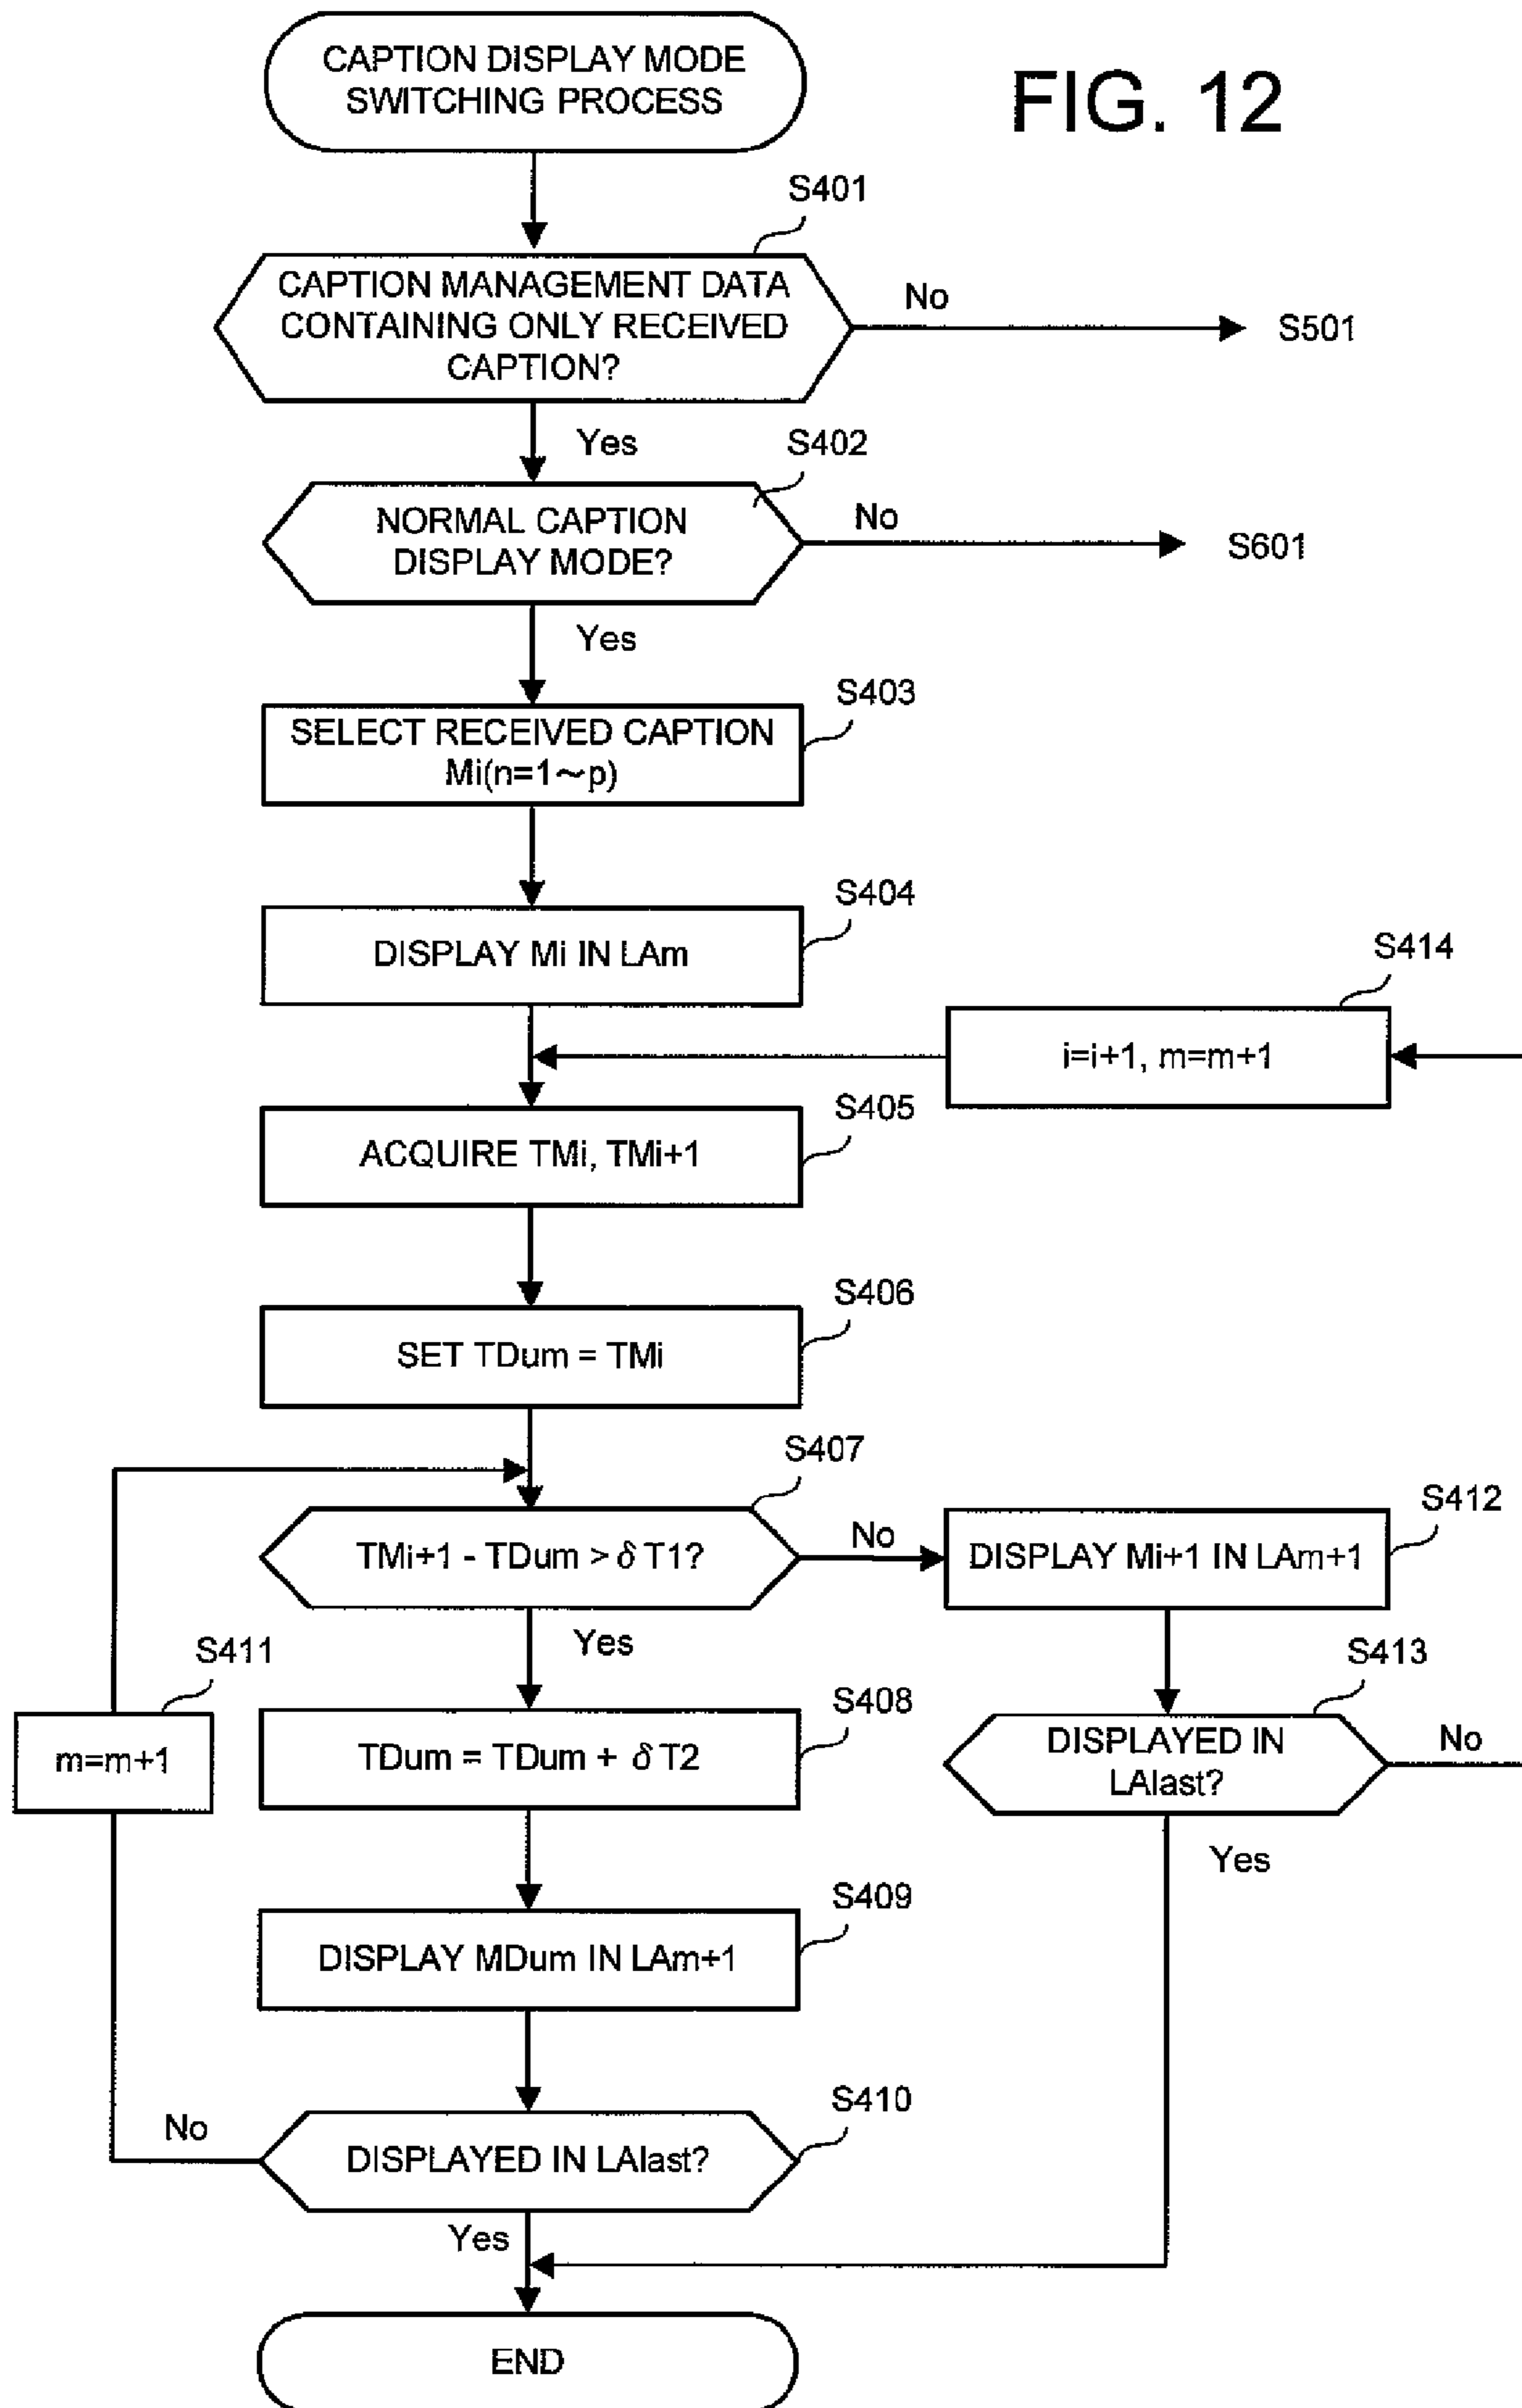 CAPTION DISPLAY MODE
SWITCHING PROCESS
FIG. 12
S401
CAPTION MANAGEMENT DATA
CONTAINING ONLY RECEIVED
CAPTION?
No
S501
Yes
S402
NORMAL CAPTION
DISPLAY MODE?
No
S601
Yes
S403
SELECT RECEIVED CAPTION
Mi(n=1～p)
S404
DISPLAY Mi IN LAm
S414
i=i+1, m=m+1
S405
ACQUIRE TMi, TMi+1
S406
SET TDum = TMi
S407
TMi+1 - TDum > δ T1?
No
S412
DISPLAY Mi+1 IN LAm+1
Yes
S411
m=m+1
S408
TDum = TDum + δ T2
S413
DISPLAYED IN
LAlast?
No
Yes
S409
DISPLAY MDum IN LAm+1
S410
DISPLAYED IN LAlast?
No
Yes
END